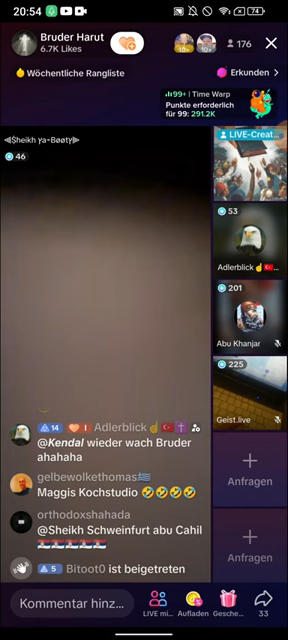 20:54
74
Bruder Harut
6.7K Likes
10+
10+
176
Wöchentliche Rangliste
Erkunden >
99+ | Time Warp
Punkte erforderlich
für 99: 291.2K
LIVE-Creat...
46
53
Adlerblick☝️🇹🇷...
201
Abu Khanjar
225
Geist.live
14 I Adlerblick☝️🇹🇷✝️
@Kendal wieder wach Bruder
ahahaha
gelbewolkethomas🇬🇷
Maggis Kochstudio 🤣🤣🤣🤣
orthodoxshahada
@Sheikh Schweinfurt abu Cahil
5 Bitoot0 ist beigetreten
+
Anfragen
+
Anfragen
Kommentar hinz...
LIVE mi...
Aufladen
Gesche...
33